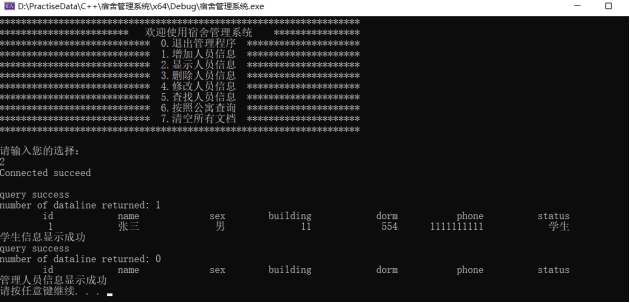 D:\PractiseData\C++\宿舍管理系统\x64\Debug\宿舍管理系统.exe
************************************************************
************************** 欢迎使用宿舍管理系统 *****************
************************** 0.退出管理程序 *******************
************************** 1.增加人员信息 *******************
************************** 2.显示人员信息 *******************
************************** 3.删除人员信息 *******************
************************** 4.修改人员信息 *******************
************************** 5.查找人员信息 *******************
************************** 6.按照公寓查询 *******************
************************** 7.清空所有文档 *******************
************************************************************
请输入您的选择:
2
Connected succeed
query success
number of dataline returned: 1
id name sex building dorm phone status
1 张三 男 11 554 1111111111 学生
学生信息显示成功
query success
number of dataline returned: 0
id name sex building dorm phone status
管理人员信息显示成功
请按任意键继续. . .